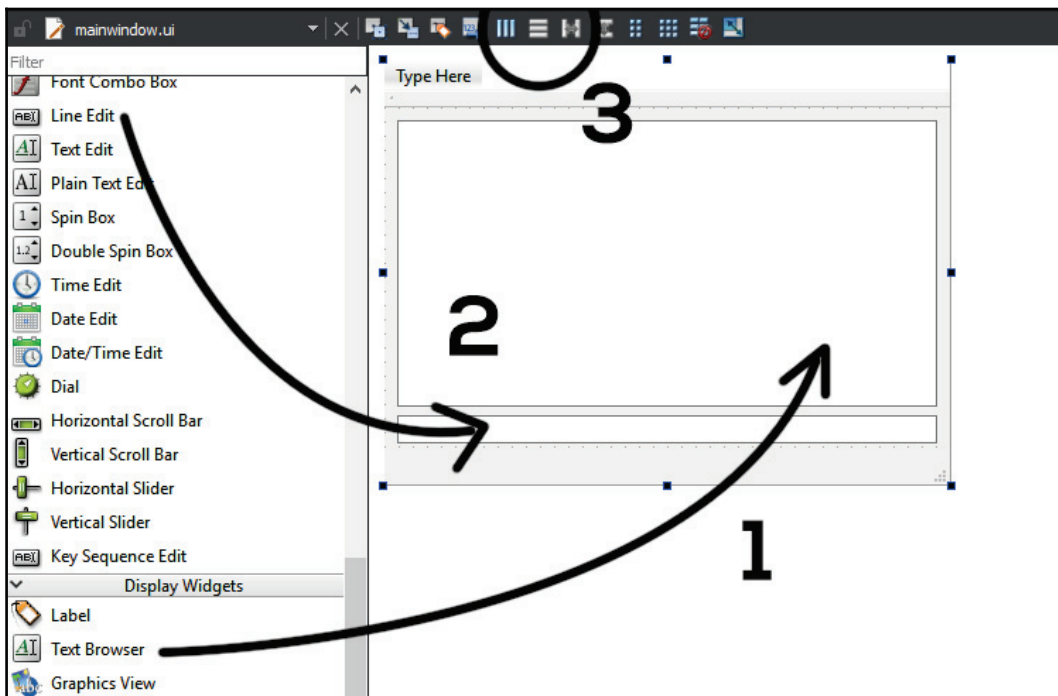 mainwindow.ui
Filter
Font Combo Box
Line Edit
Text Edit
Plain Text Edit
Spin Box
Double Spin Box
Time Edit
Date Edit
Date/Time Edit
Dial
Horizontal Scroll Bar
Vertical Scroll Bar
Horizontal Slider
Vertical Slider
Key Sequence Edit
Display Widgets
Label
Text Browser
Graphics View
Type Here
3
2
1